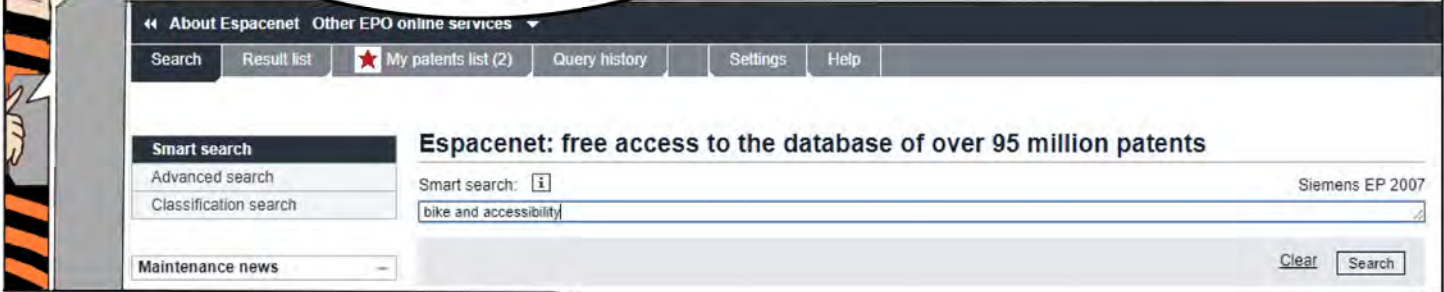 About Espacenet Other EPO online services
Search Result list My patents list (2) Query history Settings Help
Smart search
Advanced search
Classification search
Maintenance news
Espacenet: free access to the database of over 95 million patents
Smart search: i Siemens EP 2007
bike and accessibility
Clear Search